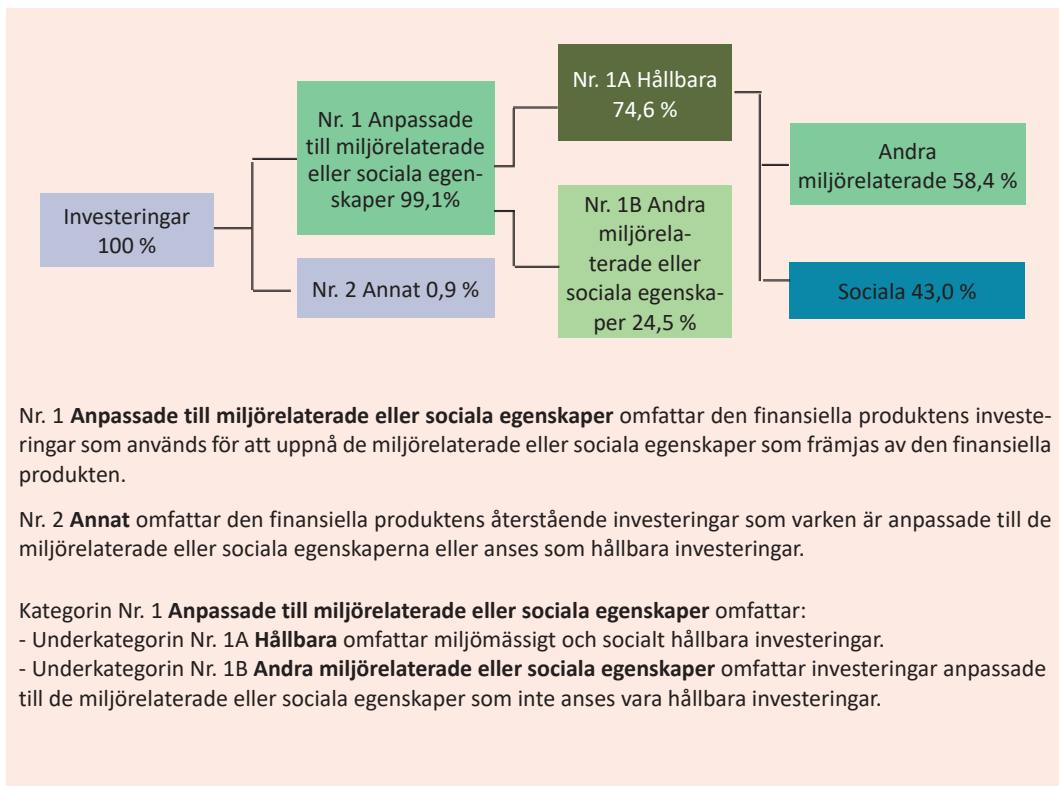 Investeringar
100 %
Nr. 1 Anpassade
till miljörelaterade
eller sociala egen-
skaper 99,1%
Nr. 2 Annat 0,9 %
Nr. 1A Hållbara
74,6 %
Nr. 1B Andra
miljörela-
terade eller
sociala egenska-
per 24,5 %
Andra
miljörelaterade 58,4 %
Sociala 43,0 %
Nr. 1 Anpassade till miljörelaterade eller sociala egenskaper omfattar den finansiella produktens investe-
ringar som används för att uppnå de miljörelaterade eller sociala egenskaper som främjas av den finansiella
produkten.
Nr. 2 Annat omfattar den finansiella produktens återstående investeringar som varken är anpassade till de
miljörelaterade eller sociala egenskaperna eller anses som hållbara investeringar.
Kategorin Nr. 1 Anpassade till miljörelaterade eller sociala egenskaper omfattar:
- Underkategorin Nr. 1A Hållbara omfattar miljömässigt och socialt hållbara investeringar.
- Underkategorin Nr. 1B Andra miljörelaterade eller sociala egenskaper omfattar investeringar anpassade
till de miljörelaterade eller sociala egenskaper som inte anses vara hållbara investeringar.